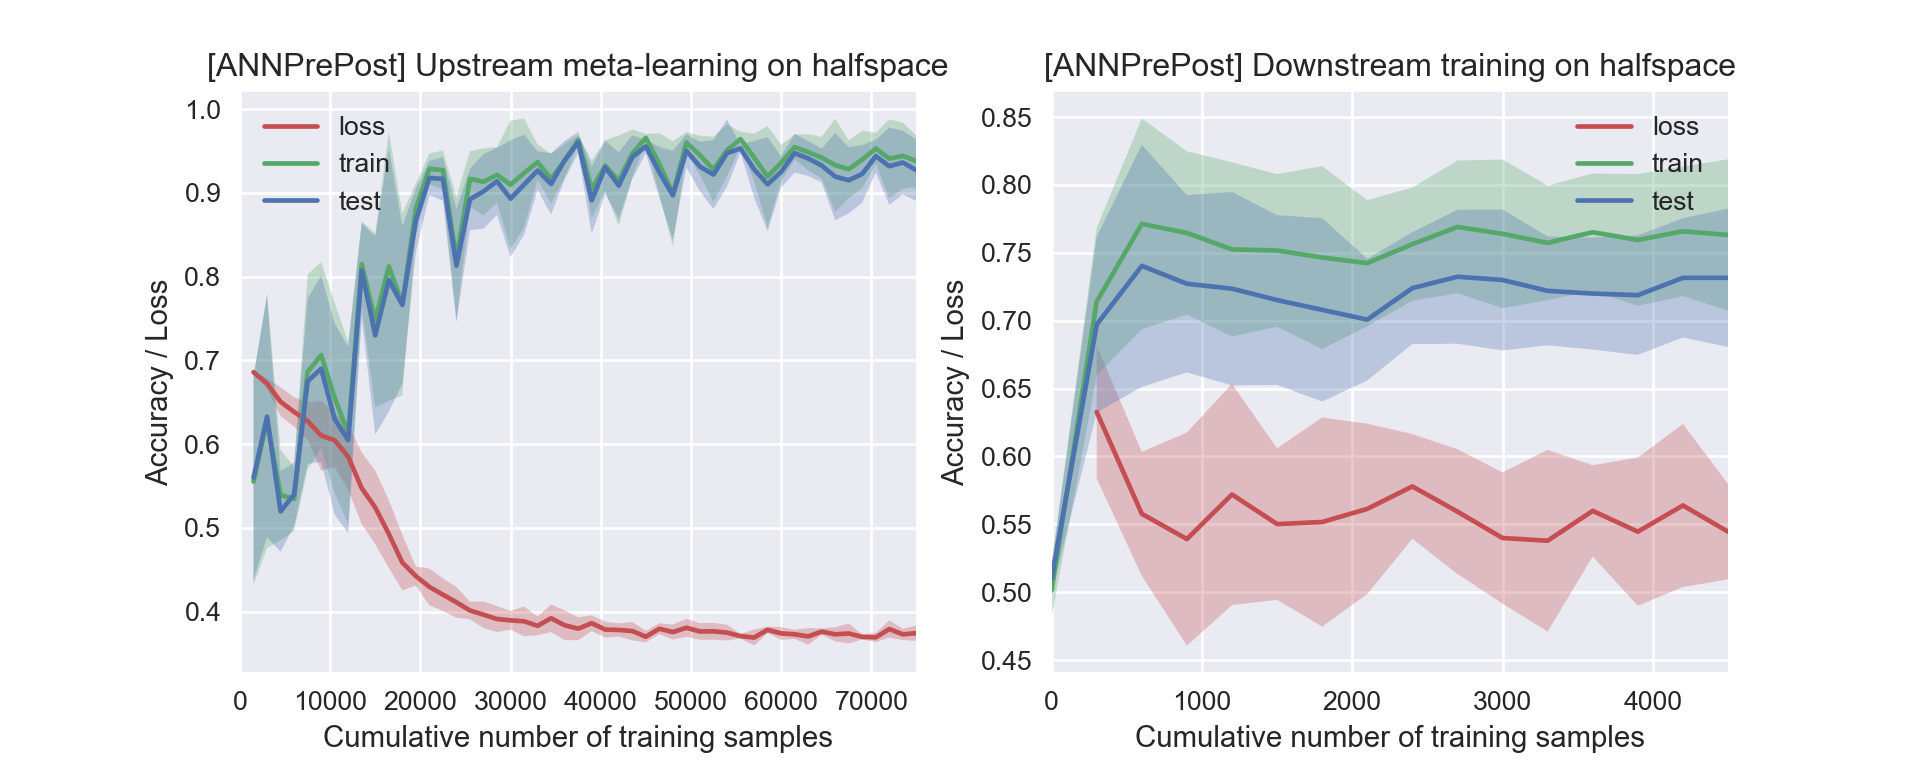 [ANNPrePost] Upstream meta-learning on halfspace
1.0
0.9
0.8
0.7
0.6
0.5
0.4
Accuracy / Loss
loss
train
test
0 10000 20000 30000 40000 50000 60000 70000
Cumulative number of training samples
[ANNPrePost] Downstream training on halfspace
0.85
0.80
0.75
0.70
0.65
0.60
0.55
0.50
0.45
Accuracy / Loss
loss
train
test
0 1000 2000 3000 4000
Cumulative number of training samples